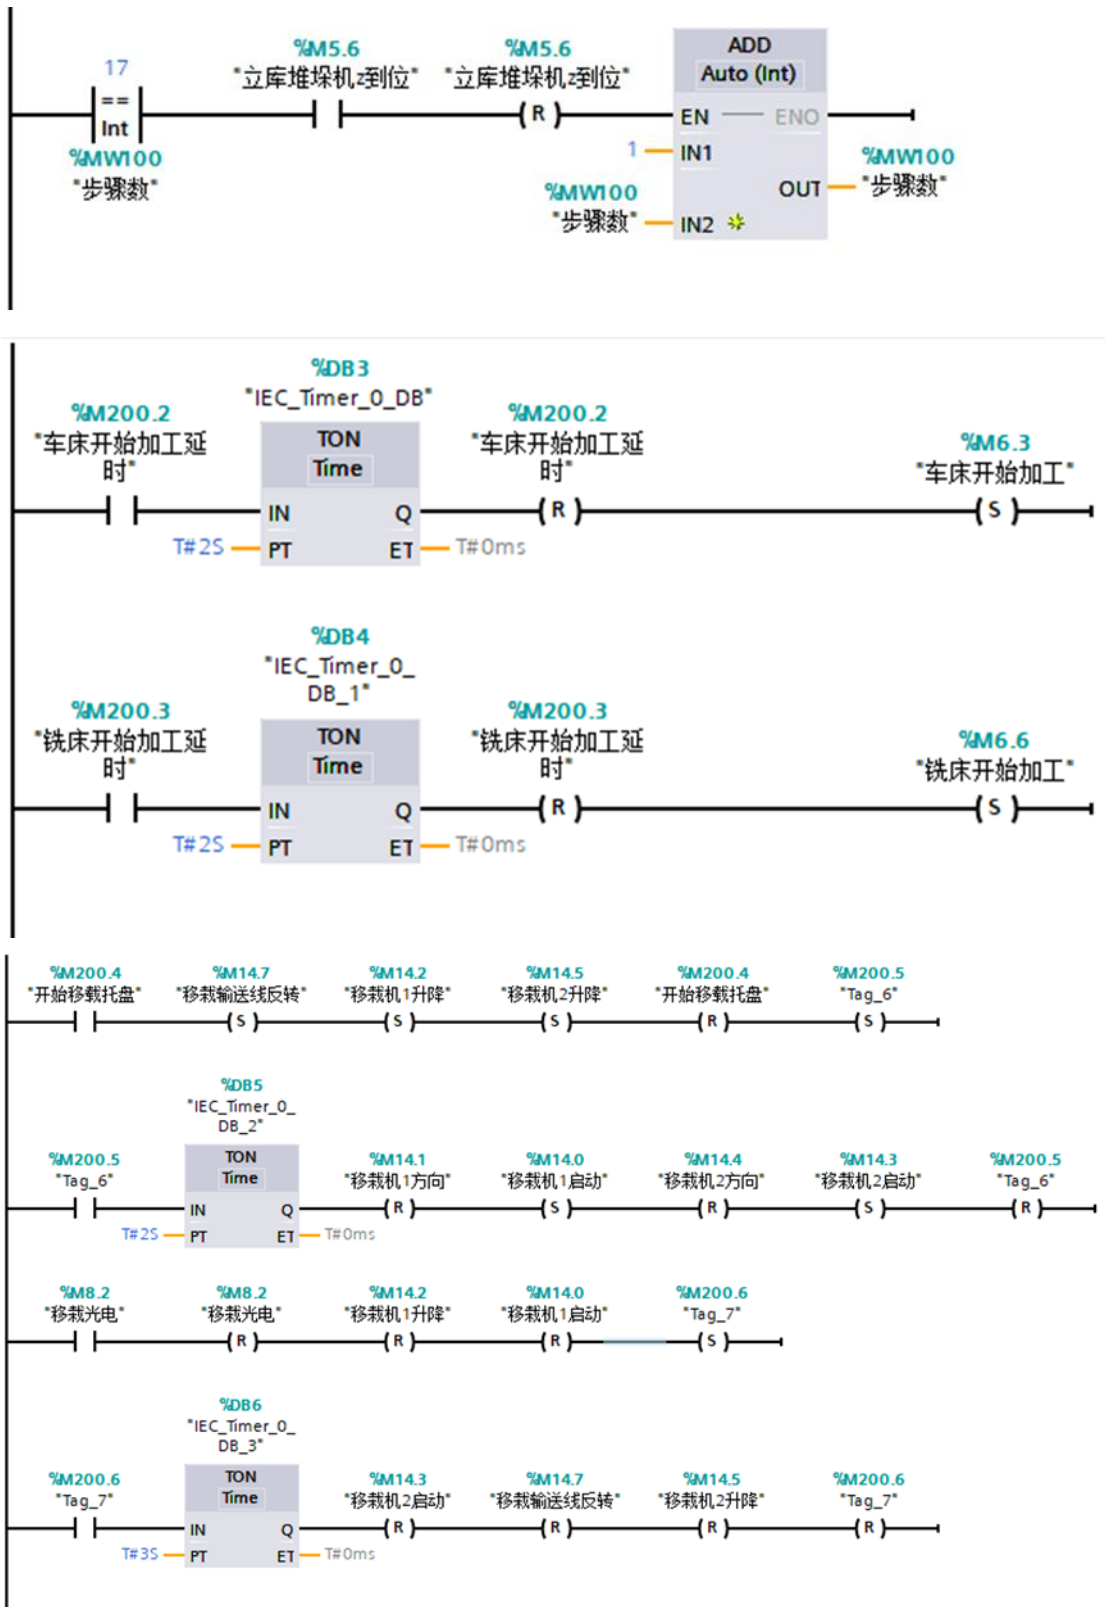 %M5.6
"立库堆垛机z到位"
%M5.6
"立库堆垛机z到位"
ADD
Auto (Int)
17
==
Int
%MW100
"步骤数"
EN
ENO
1
IN1
%MW100
"步骤数"
IN2
OUT
%MW100
"步骤数"
( R )
%DB3
"IEC_Timer_0_DB"
%M200.2
"车床开始加工延
时"
TON
Time
IN
Q
T#2S
PT
ET
T#0ms
%M200.2
"车床开始加工延
时"
( R )
%M6.3
"车床开始加工"
( S )
%DB4
"IEC_Timer_0_
DB_1"
%M200.3
"铣床开始加工延
时"
TON
Time
IN
Q
T#2S
PT
ET
T#0ms
%M200.3
"铣床开始加工延
时"
( R )
%M6.6
"铣床开始加工"
( S )
%M200.4
"开始移载托盘"
%M14.7
"移栽输送线反转"
( S )
%M14.2
"移栽机1升降"
( S )
%M14.5
"移栽机2升降"
( S )
%M200.4
"开始移载托盘"
( R )
%M200.5
"Tag_6"
( S )
%DB5
"IEC_Timer_0_
DB_2"
%M200.5
"Tag_6"
TON
Time
IN
Q
T#2S
PT
ET
T#0ms
%M14.1
"移栽机1方向"
( R )
%M14.0
"移栽机1启动"
( S )
%M14.4
"移栽机2方向"
( R )
%M14.3
"移栽机2启动"
( S )
%M200.5
"Tag_6"
( R )
%M8.2
"移栽光电"
%M8.2
"移栽光电"
( R )
%M14.2
"移栽机1升降"
( R )
%M14.0
"移栽机1启动"
( R )
%M200.6
"Tag_7"
( S )
%DB6
"IEC_Timer_0_
DB_3"
%M200.6
"Tag_7"
TON
Time
IN
Q
T#3S
PT
ET
T#0ms
%M14.3
"移栽机2启动"
( R )
%M14.7
"移栽输送线反转"
( R )
%M14.5
"移栽机2升降"
( R )
%M200.6
"Tag_7"
( R )